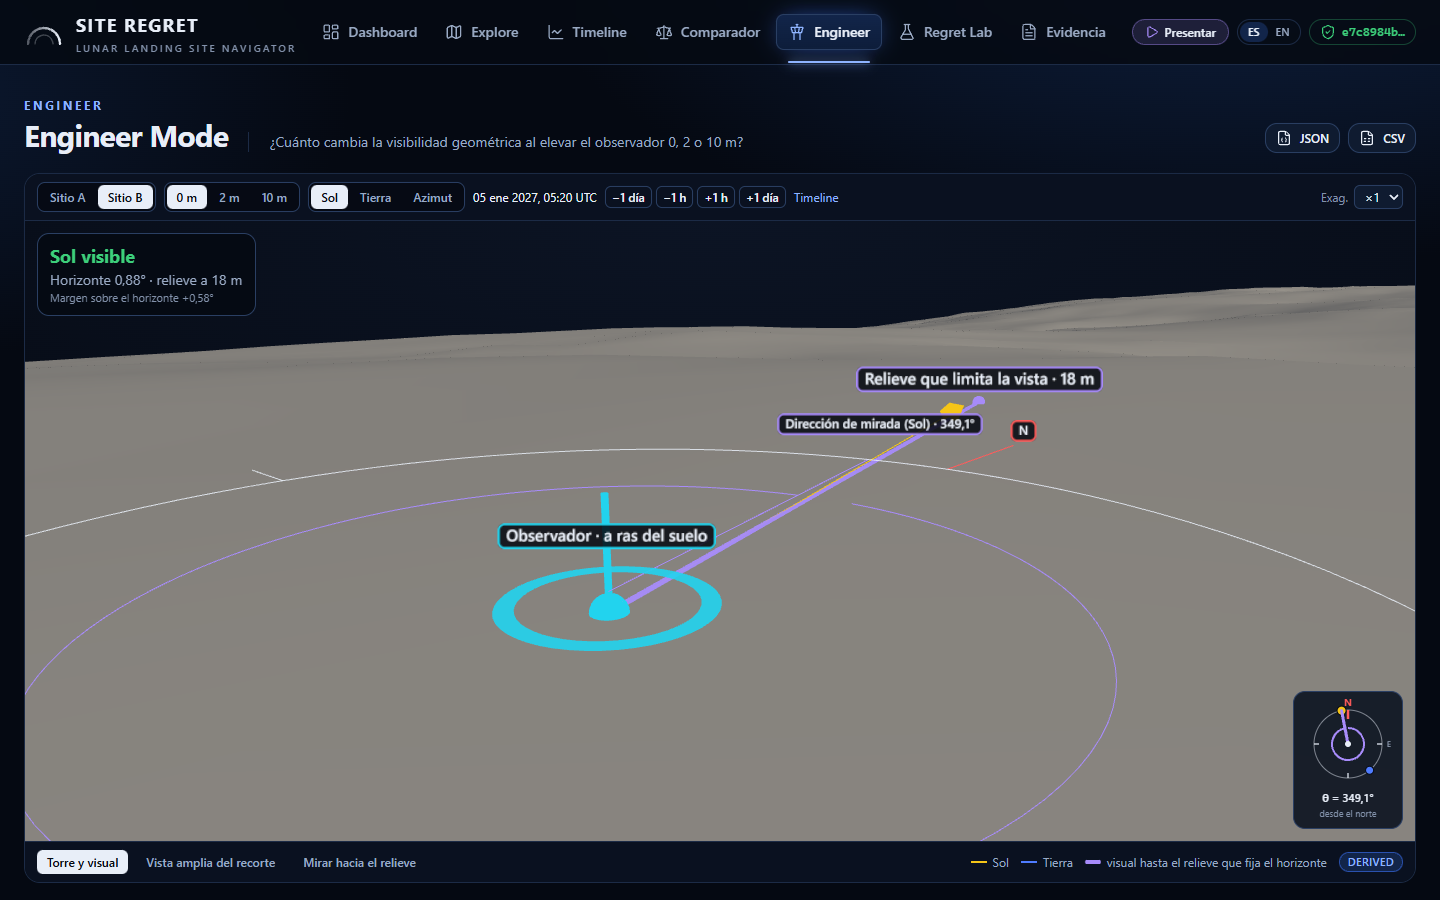 SITE REGRET
LUNAR LANDING SITE NAVIGATOR
Dashboard
Explore
Timeline
Comparador
Engineer
Regret Lab
Evidencia
Presentar
ES EN
e7c8984b…
ENGINEER
Engineer Mode
¿Cuánto cambia la visibilidad geométrica al elevar el observador 0, 2 o 10 m?
JSON
CSV
Sitio A Sitio B 0 m 2 m 10 m Sol Tierra Azimut 05 ene 2027, 05:20 UTC −1 día −1 h +1 h +1 día Timeline Exag. ×1
Sol visible
Horizonte 0,88° · relieve a 18 m
Margen sobre el horizonte +0,58°
Relieve que limita la vista · 18 m
Dirección de mirada (Sol) · 349,1°
N
Observador · a ras del suelo
N
E
θ = 349,1°
desde el norte
Torre y visual Vista amplia del recorte Mirar hacia el relieve Sol Tierra visual hasta el relieve que fija el horizonte DERIVED